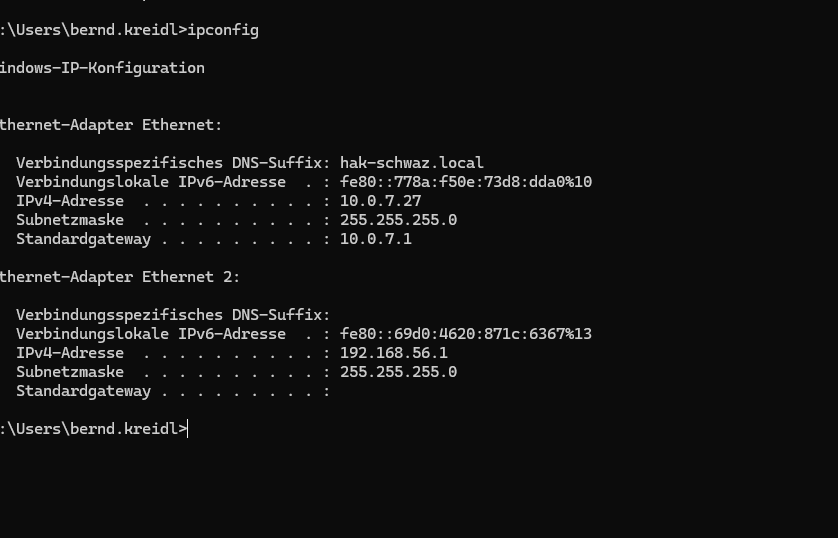 :\Users\bernd.kreidl>ipconfig
indows-IP-Konfiguration
thernet-Adapter Ethernet:
Verbindungsspezifisches DNS-Suffix: hak-schwaz.local
Verbindungslokale IPv6-Adresse  . : fe80::778a:f50e:73d8:dda0%10
IPv4-Adresse  . . . . . . . . . . : 10.0.7.27
Subnetzmaske  . . . . . . . . . . : 255.255.255.0
Standardgateway . . . . . . . . . : 10.0.7.1
thernet-Adapter Ethernet 2:
Verbindungsspezifisches DNS-Suffix:
Verbindungslokale IPv6-Adresse  . : fe80::69d0:4620:871c:6367%13
IPv4-Adresse  . . . . . . . . . . : 192.168.56.1
Subnetzmaske  . . . . . . . . . . : 255.255.255.0
Standardgateway . . . . . . . . . :
:\Users\bernd.kreidl>